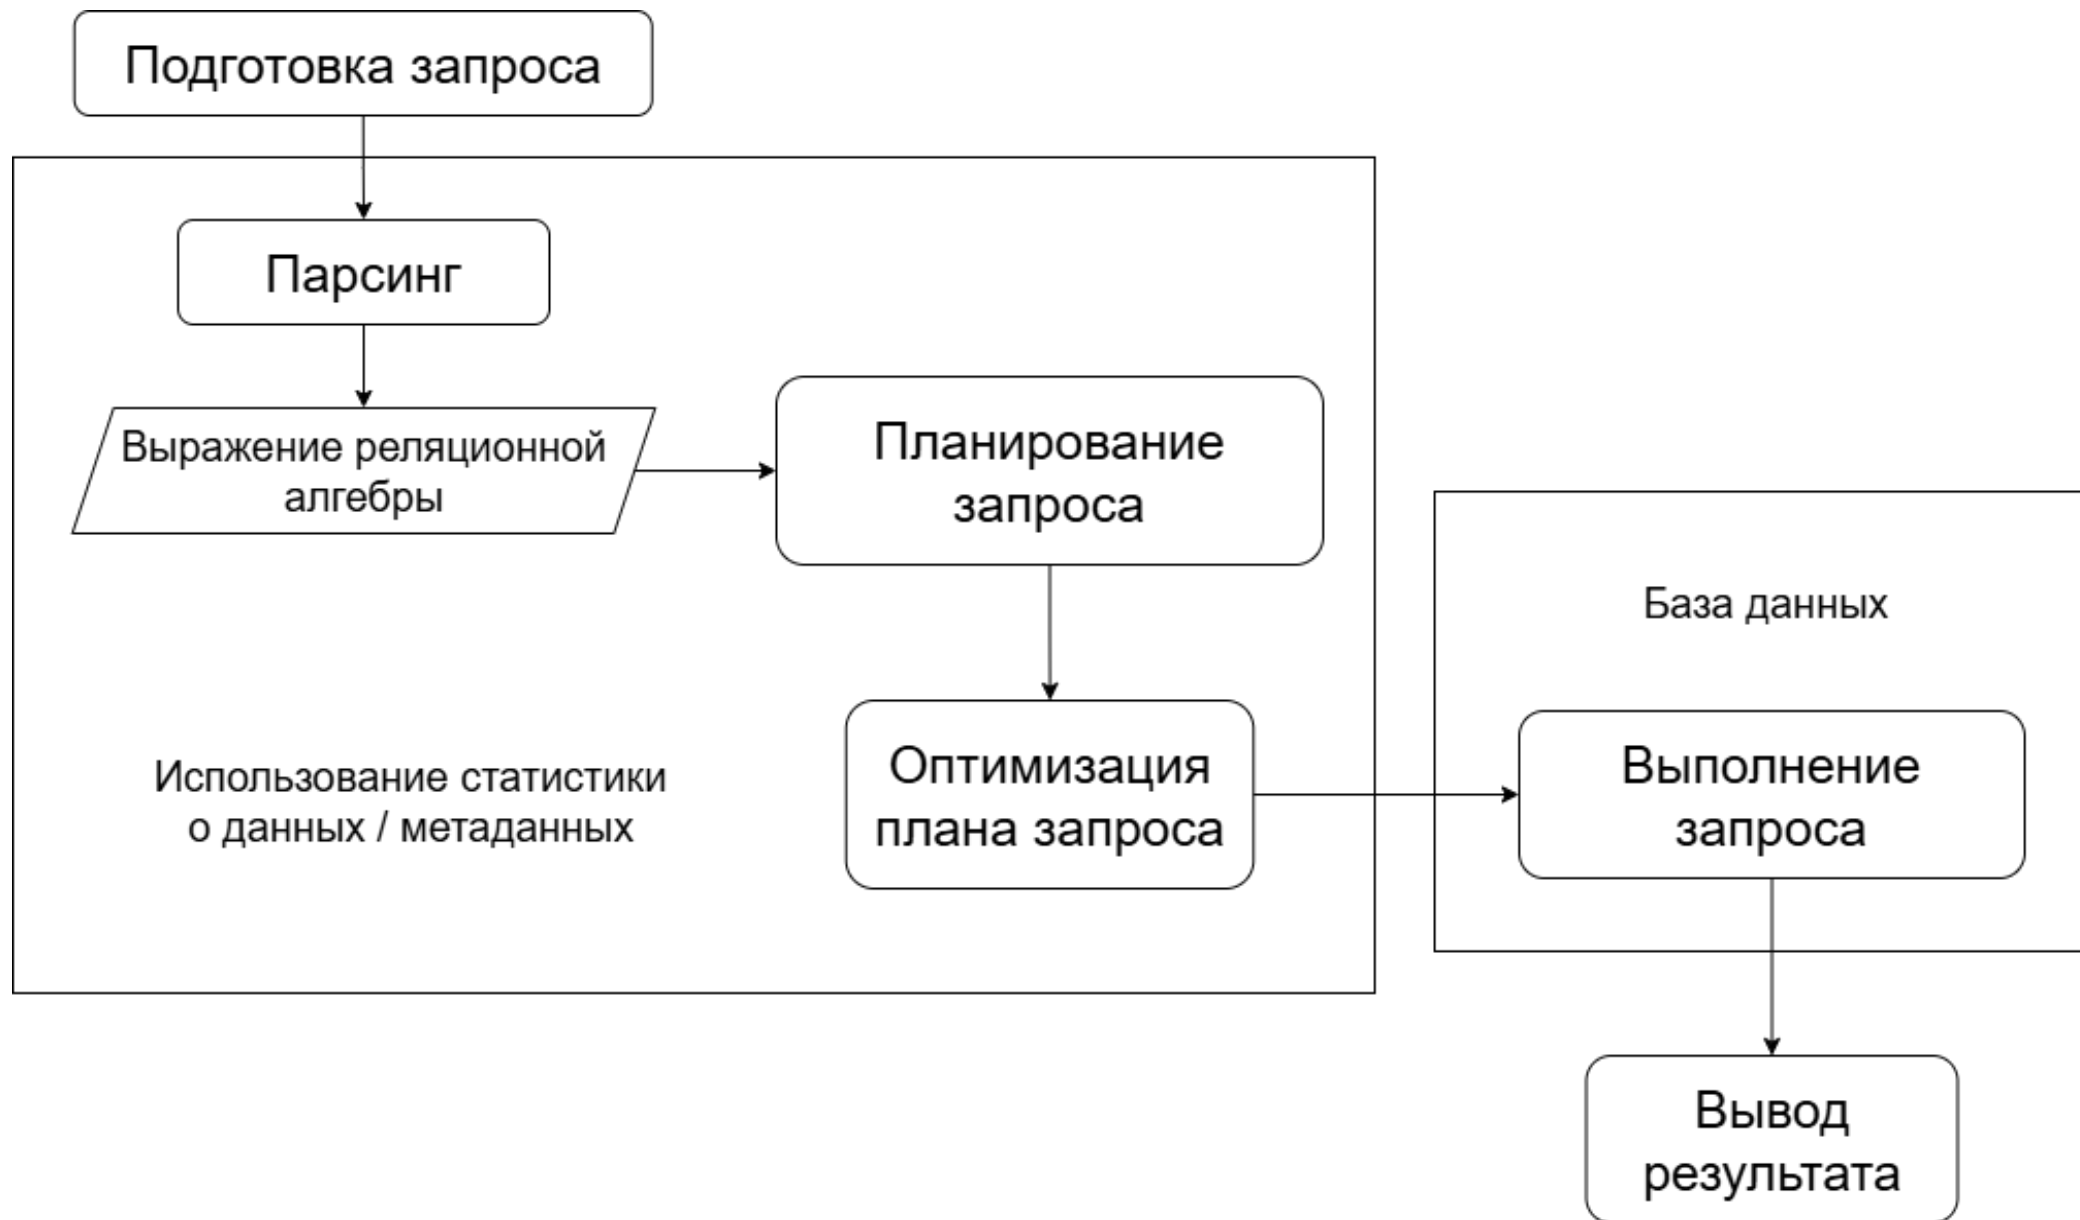 Подготовка запроса
Парсинг
Выражение реляционной
алгебры
Планирование
запроса
Использование статистики
о данных / метаданных
Оптимизация
плана запроса
База данных
Выполнение
запроса
Вывод
результата